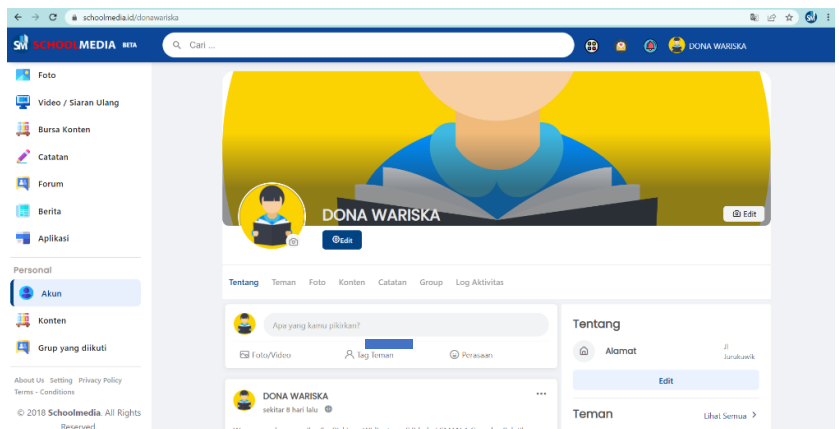 schoolmedia.id/donawariska
SM SCHOOLMEDIA BETA
Cari ...
DONA WARISKA
Foto
Video / Siaran Ulang
Bursa Konten
Catatan
Forum
Berita
Aplikasi
Personal
Akun
Konten
Grup yang diikuti
About Us Setting Privacy Policy
Terms - Conditions
© 2018 Schoolmedia. All Rights
Reserved
DONA WARISKA
Edit
Edit
Tentang Teman Foto Konten Catatan Group Log Aktivitas
Apa yang kamu pikirkan?
Foto/Video Tag Teman Perasaan
DONA WARISKA
sekitar 8 hari lalu
Tentang
Alamat
Jl
Jurukuwik
Edit
Teman
Lihat Semua >